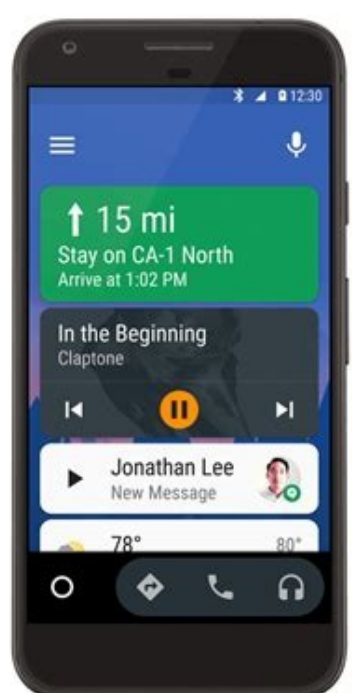 12:30
15 mi
Stay on CA-1 North
Arrive at 1:02 PM
In the Beginning
Claptone
Jonathan Lee
New Message
78°
80°